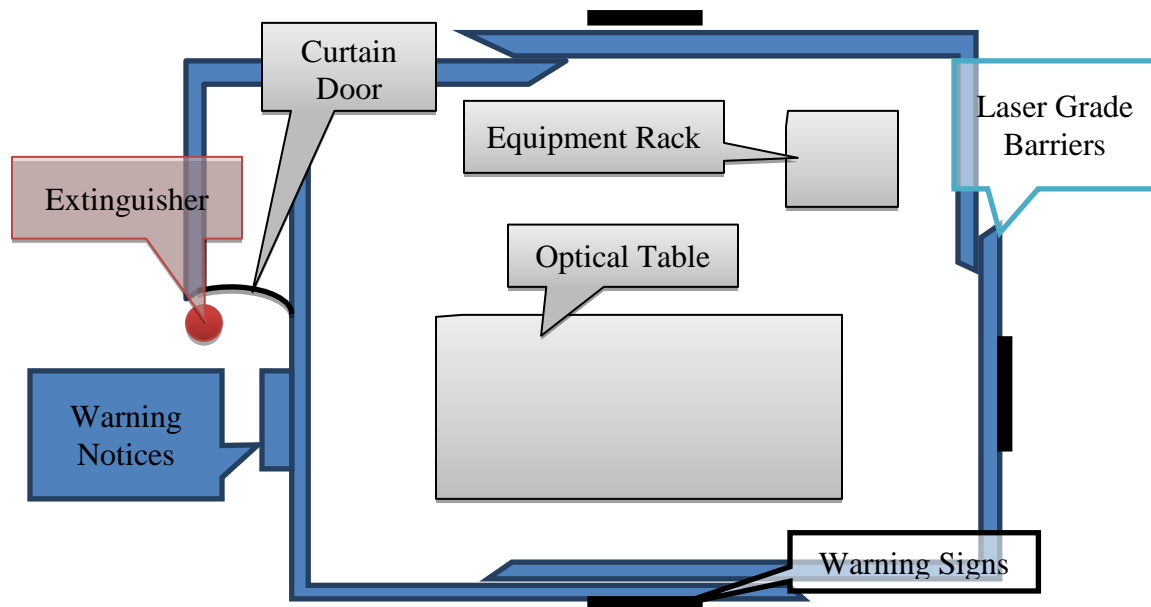 Curtain
Door
Laser Grade
Barriers
Equipment Rack
Extinguisher
Optical Table
Warning
Notices
Warning Signs